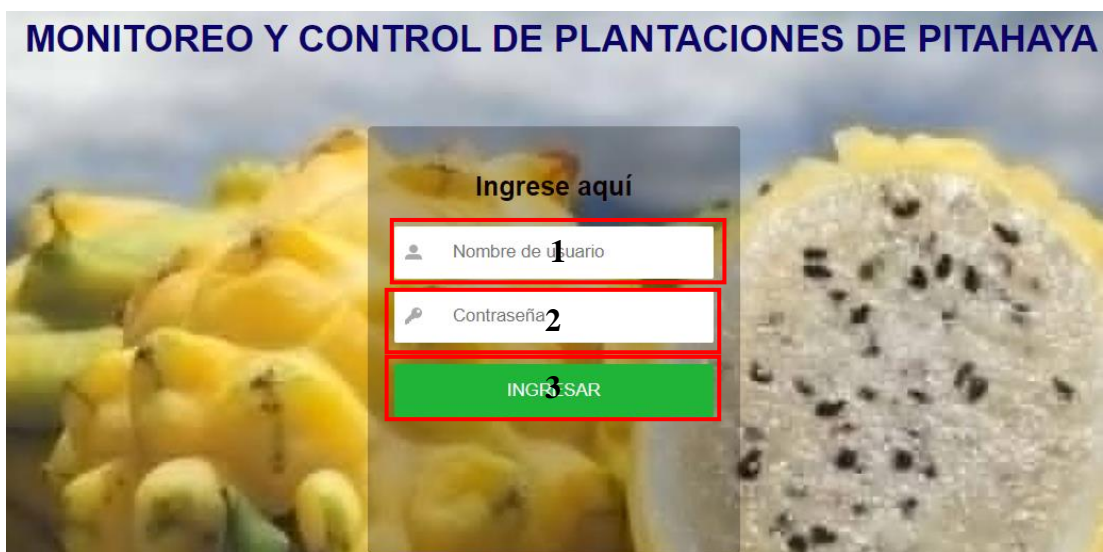 MONITOREO Y CONTROL DE PLANTACIONES DE PITAHAYA
Ingrese aquí
Nombre de usuario
1
Contraseña
2
INGRESAR
3